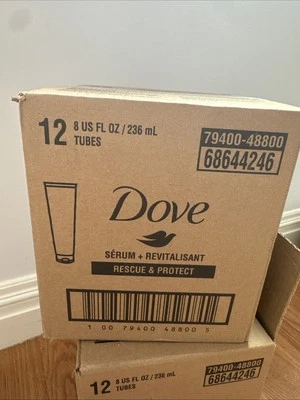 12 8 US FL OZ / 236 mL
TUBES
79400-48800
68644246
Dove
SÉRUM + REVITALISANT
RESCUE & PROTECT
1 00 79400 48800 5
12 8 US FL OZ / 236 mL
TUBES
79400-48800
68644246